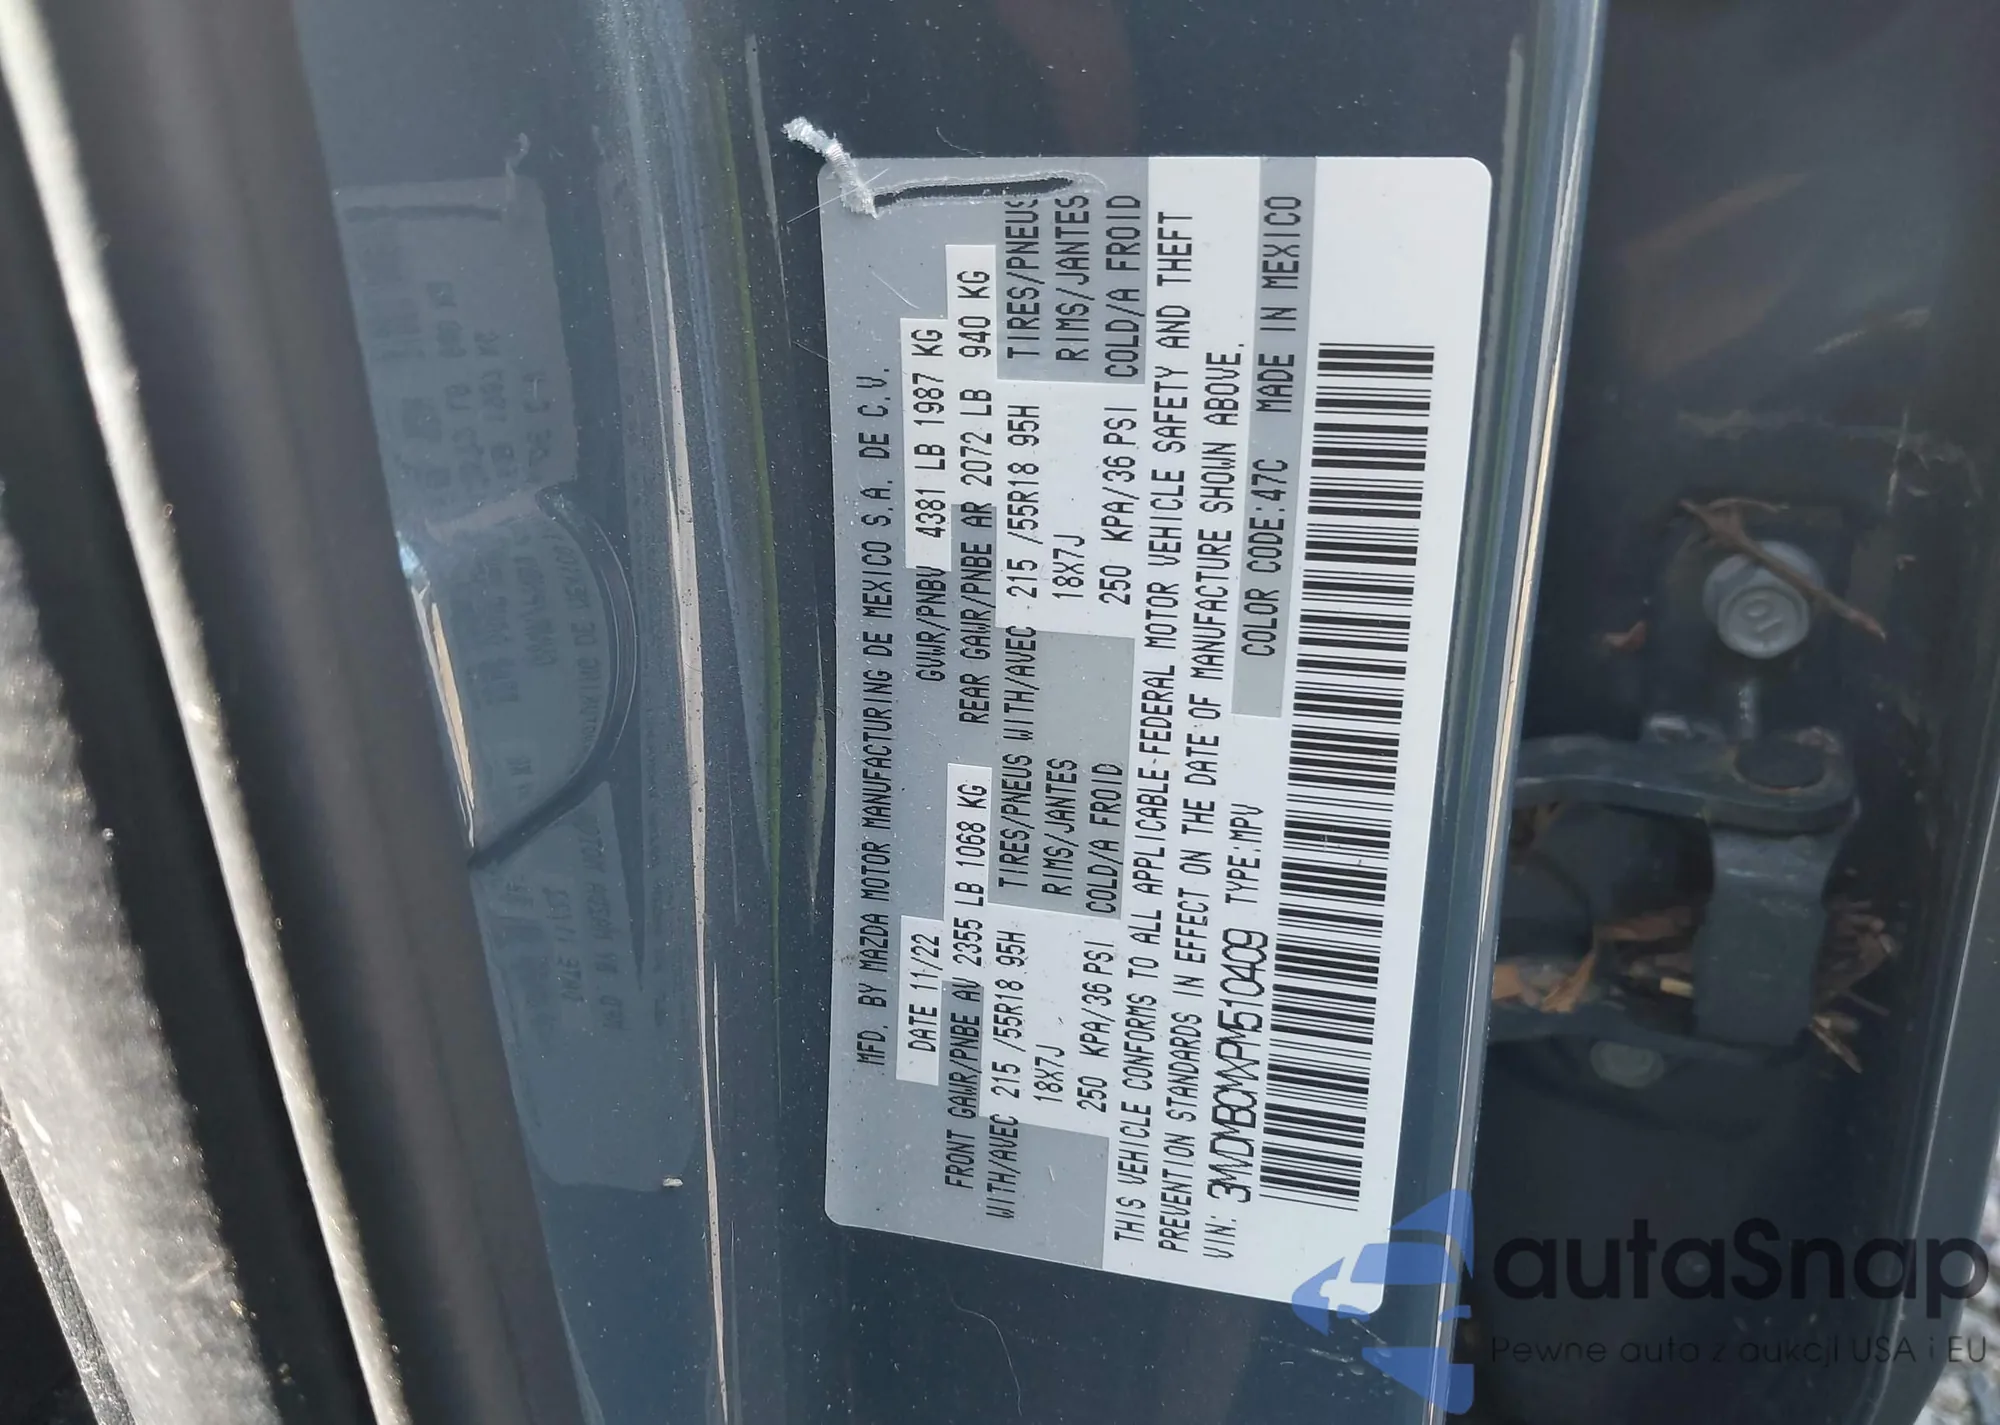 MFD. BY MAZDA MOTOR MANUFACTURING DE MEXICO S.A. DE C.V.
DATE 11/22 GVWR/PNBV 4381 LB 1987 KG
FRONT GAWR/PNBE AV 2355 LB 1068 KG REAR GAWR/PNBE AR 2072 LB 940 KG
WITH/AVEC 215 /55R18 95H TIRES/PNEUS WITH/AVEC 215 /55R18 95H TIRES/PNEUS
18X7J RIMS/JANTES 18X7J RIMS/JANTES
250 KPA/36 PSI COLD/A FROID 250 KPA/36 PSI COLD/A FROID
THIS VEHICLE CONFORMS TO ALL APPLICABLE FEDERAL MOTOR VEHICLE SAFETY AND THEFT
PREVENTION STANDARDS IN EFFECT ON THE DATE OF MANUFACTURE SHOWN ABOVE.
VIN: 3MVDMBCMXPM510409 TYPE:MPV COLOR CODE:47C MADE IN MEXICO
autaSnap
Pewne auta z aukcji USA i EU